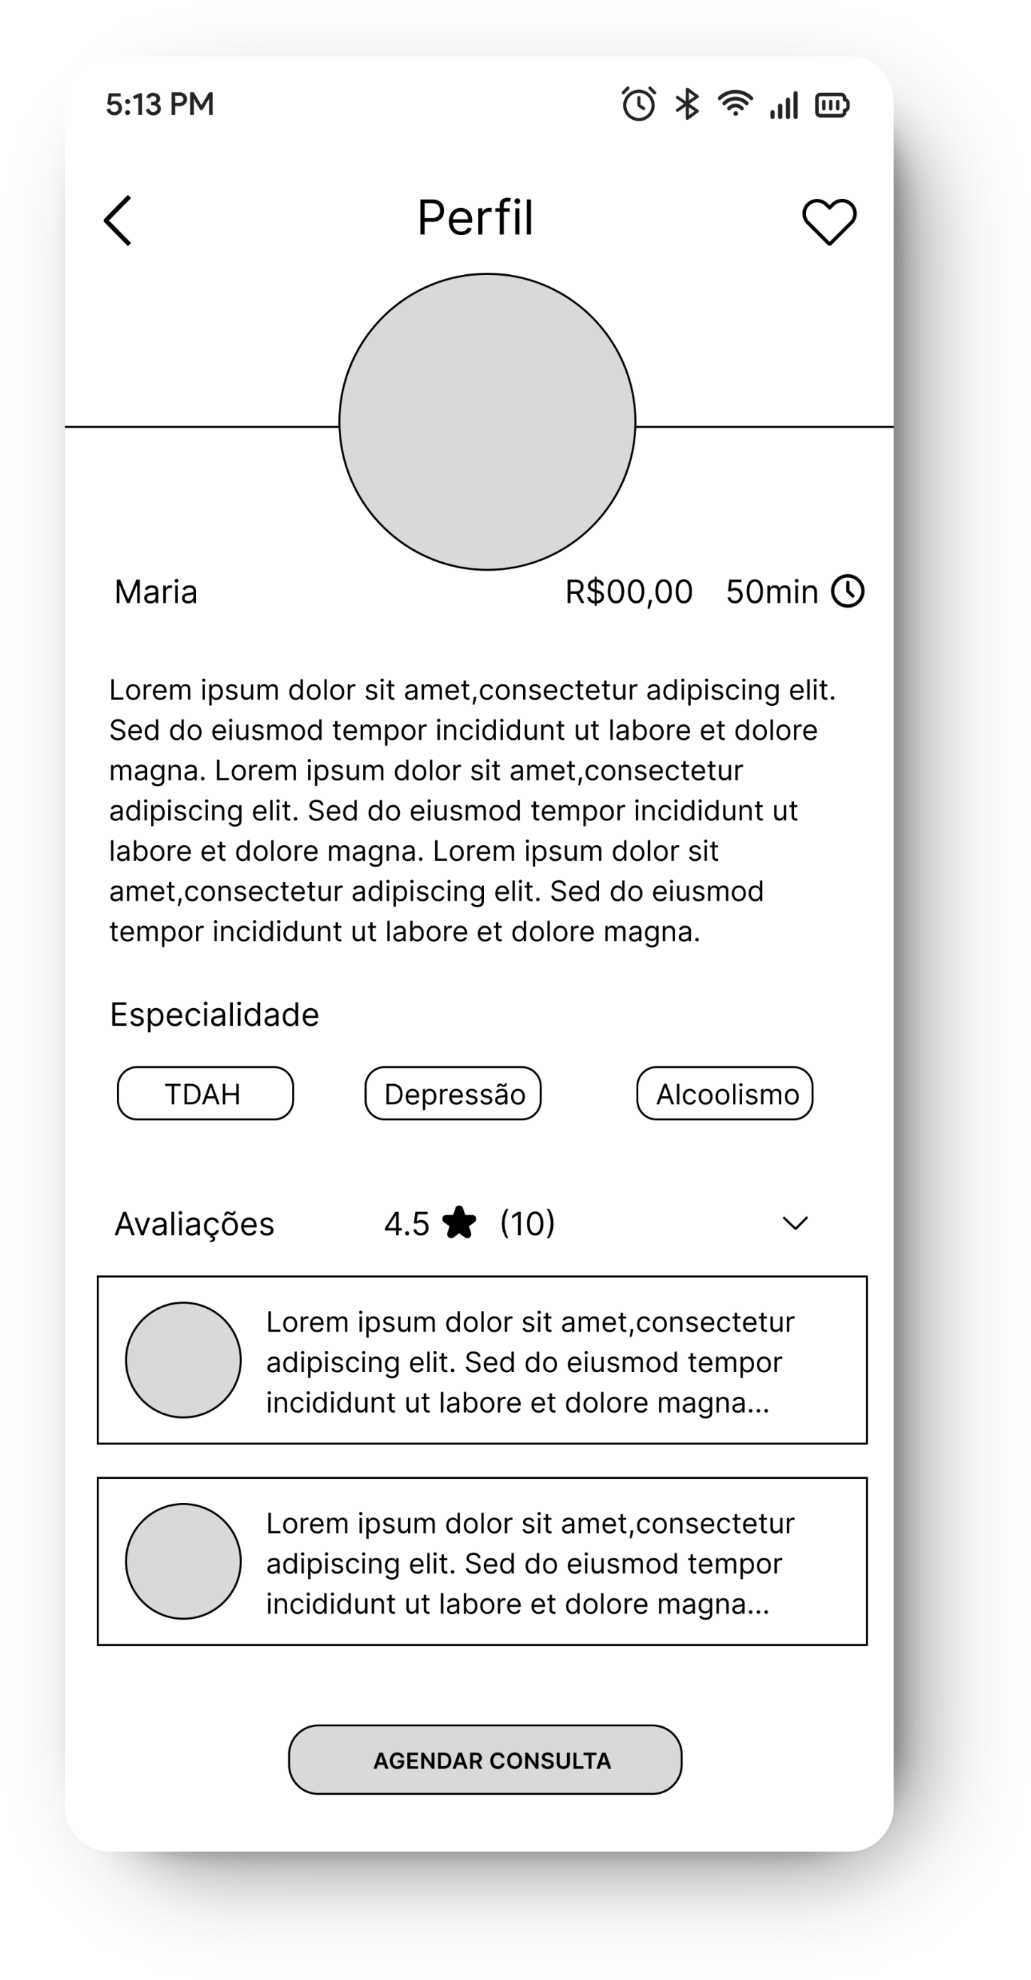 5:13 PM
Perfil
Maria R$00,00 50min
Lorem ipsum dolor sit amet,consectetur adipiscing elit.
Sed do eiusmod tempor incididunt ut labore et dolore
magna. Lorem ipsum dolor sit amet,consectetur
adipiscing elit. Sed do eiusmod tempor incididunt ut
labore et dolore magna. Lorem ipsum dolor sit
amet,consectetur adipiscing elit. Sed do eiusmod
tempor incididunt ut labore et dolore magna.
Especialidade
TDAH Depressão Alcoolismo
Avaliações 4.5 ★ (10)
Lorem ipsum dolor sit amet,consectetur
adipiscing elit. Sed do eiusmod tempor
incididunt ut labore et dolore magna...
Lorem ipsum dolor sit amet,consectetur
adipiscing elit. Sed do eiusmod tempor
incididunt ut labore et dolore magna...
AGENDAR CONSULTA